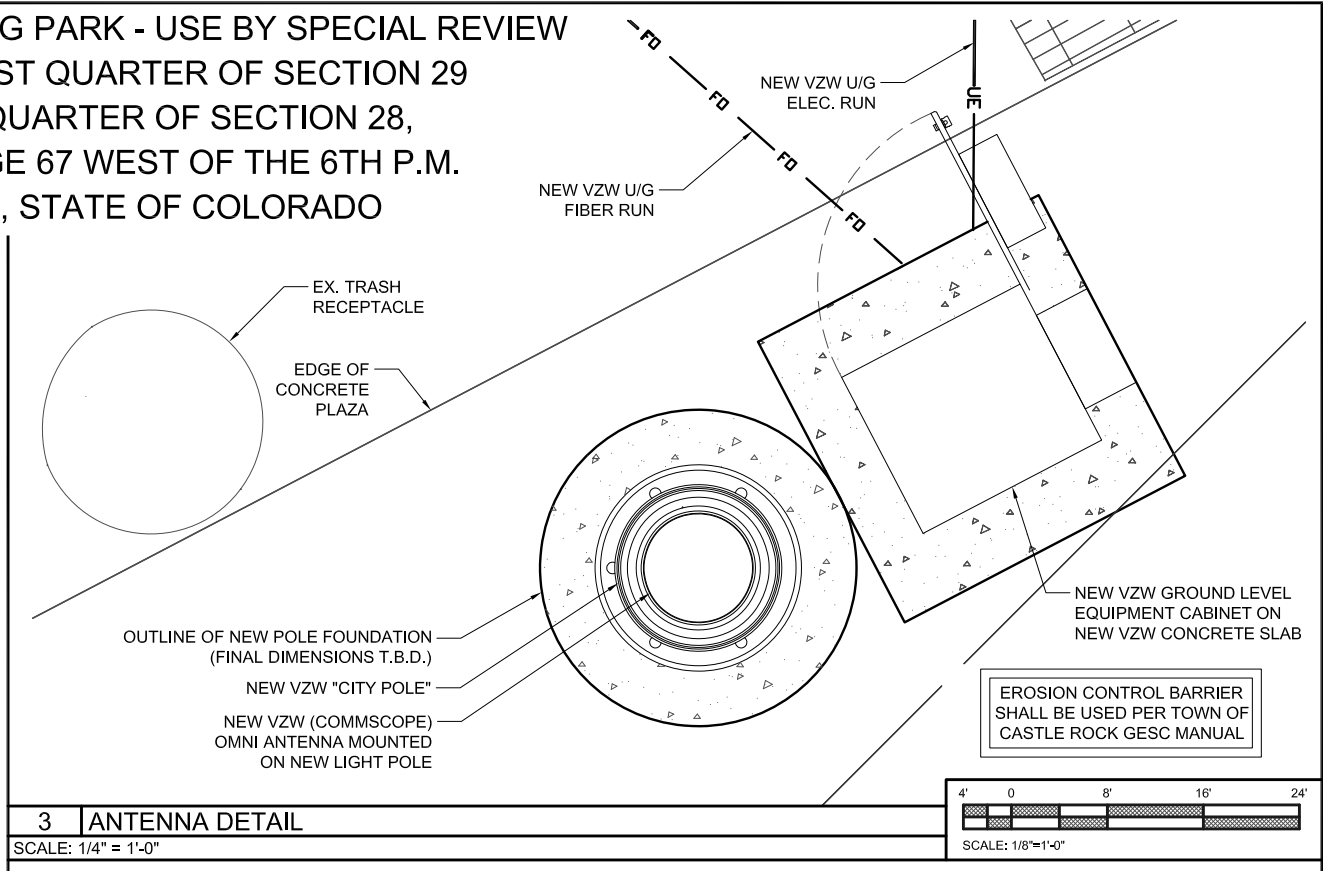 G PARK - USE BY SPECIAL REVIEW
ST QUARTER OF SECTION 29
QUARTER OF SECTION 28,
GE 67 WEST OF THE 6TH P.M.
, STATE OF COLORADO
FO
FO
FO
FO
NEW VZW U/G
ELEC. RUN
UE
NEW VZW U/G
FIBER RUN
EX. TRASH
RECEPTACLE
EDGE OF
CONCRETE
PLAZA
OUTLINE OF NEW POLE FOUNDATION
(FINAL DIMENSIONS T.B.D.)
NEW VZW "CITY POLE"
NEW VZW (COMMSCOPE)
OMNI ANTENNA MOUNTED
ON NEW LIGHT POLE
NEW VZW GROUND LEVEL
EQUIPMENT CABINET ON
NEW VZW CONCRETE SLAB
EROSION CONTROL BARRIER
SHALL BE USED PER TOWN OF
CASTLE ROCK GESC MANUAL
3 ANTENNA DETAIL
SCALE: 1/4" = 1'-0"
4' 0 8' 16' 24'
SCALE: 1/8"=1'-0"